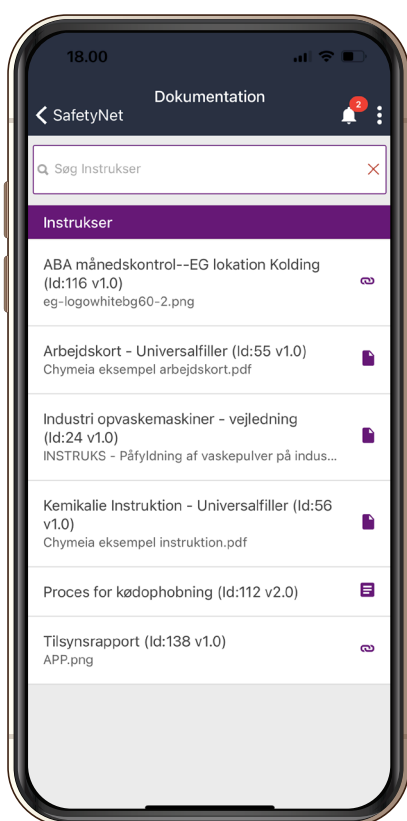 18.00
Dokumentation
SafetyNet
2
Søg Instrukser
Instrukser
ABA månedskontrol--EG lokation Kolding
(Id:116 v1.0)
eg-logowhitebg60-2.png
Arbejdskort - Universalfiller (Id:55 v1.0)
Chymeia eksempel arbejdskort.pdf
Industri opvaskemaskiner - vejledning
(Id:24 v1.0)
INSTRUKS - Påfyldning af vaskepulver på indus...
Kemikalie Instruktion - Universalfiller (Id:56
v1.0)
Chymeia eksempel instruktion.pdf
Proces for kødophobning (Id:112 v2.0)
Tilsynsrapport (Id:138 v1.0)
APP.png